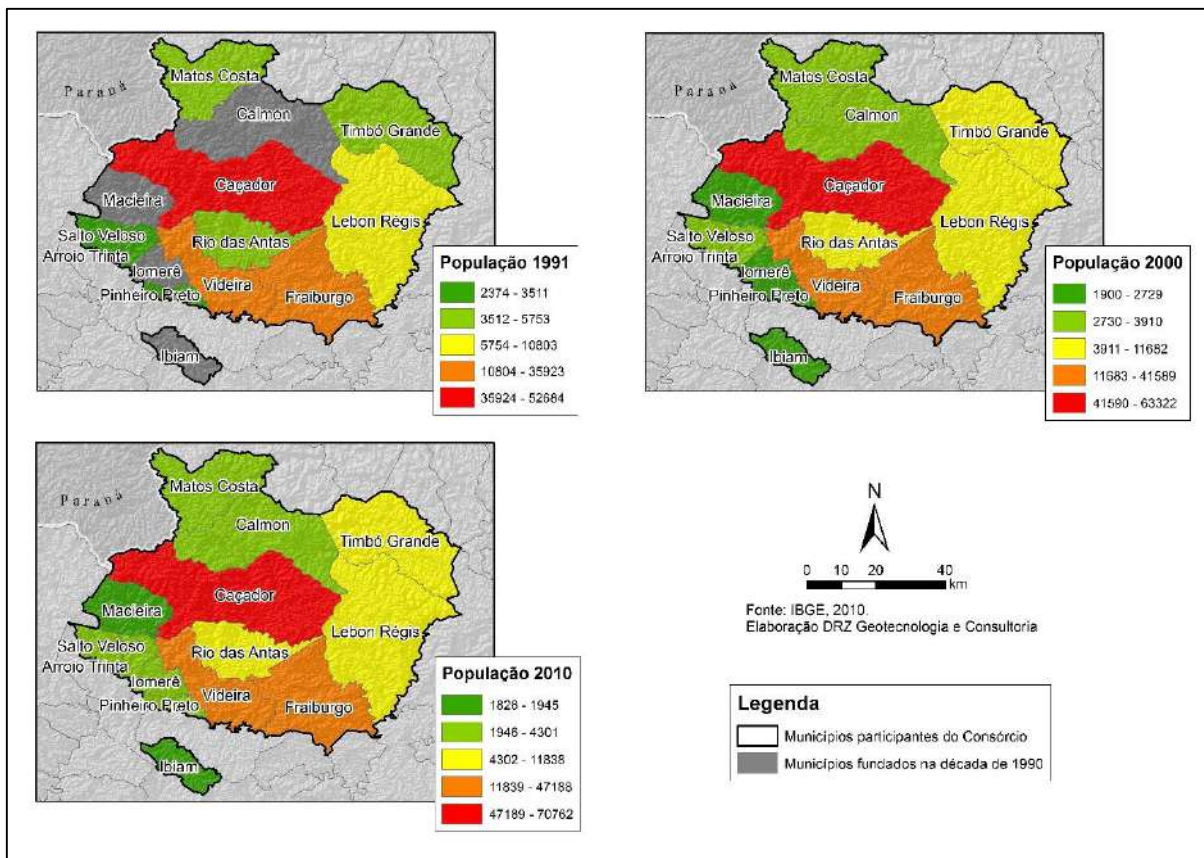 Paraná
Matos Costa
Calmon
Timbó Grande
Caçador
Macieira
Lebon Régis
Salto Veloso
Rio das Antas
Arroio Trinta
Iomerê
Videira
Fraiburgo
Pinheiro Preto
Ibiam
População 1991
2374 - 3511
3512 - 5753
5754 - 10803
10804 - 35923
35924 - 52684
Matos Costa
Paraná
Calmon
Timbó Grande
Caçador
Macieira
Lebon Régis
Salto Veloso
Rio das Antas
Arroio Trinta
Iomerê
Videira
Fraiburgo
Pinheiro Preto
Ibiam
População 2000
1900 - 2729
2730 - 3910
3911 - 11682
11683 - 41589
41590 - 63322
Matos Costa
Paraná
Calmon
Timbó Grande
Caçador
Macieira
Lebon Régis
Salto Veloso
Rio das Antas
Arroio Trinta
Iomerê
Videira
Fraiburgo
Pinheiro Preto
Ibiam
População 2010
1826 - 1945
1946 - 4301
4302 - 11838
11839 - 47188
47189 - 70762
N
0 10 20 40
km
Fonte: IBGE, 2010.
Elaboração DRZ Geotecnologia e Consultoria
Legenda
Municípios participantes do Consórcio
Municípios fundados na década de 1990